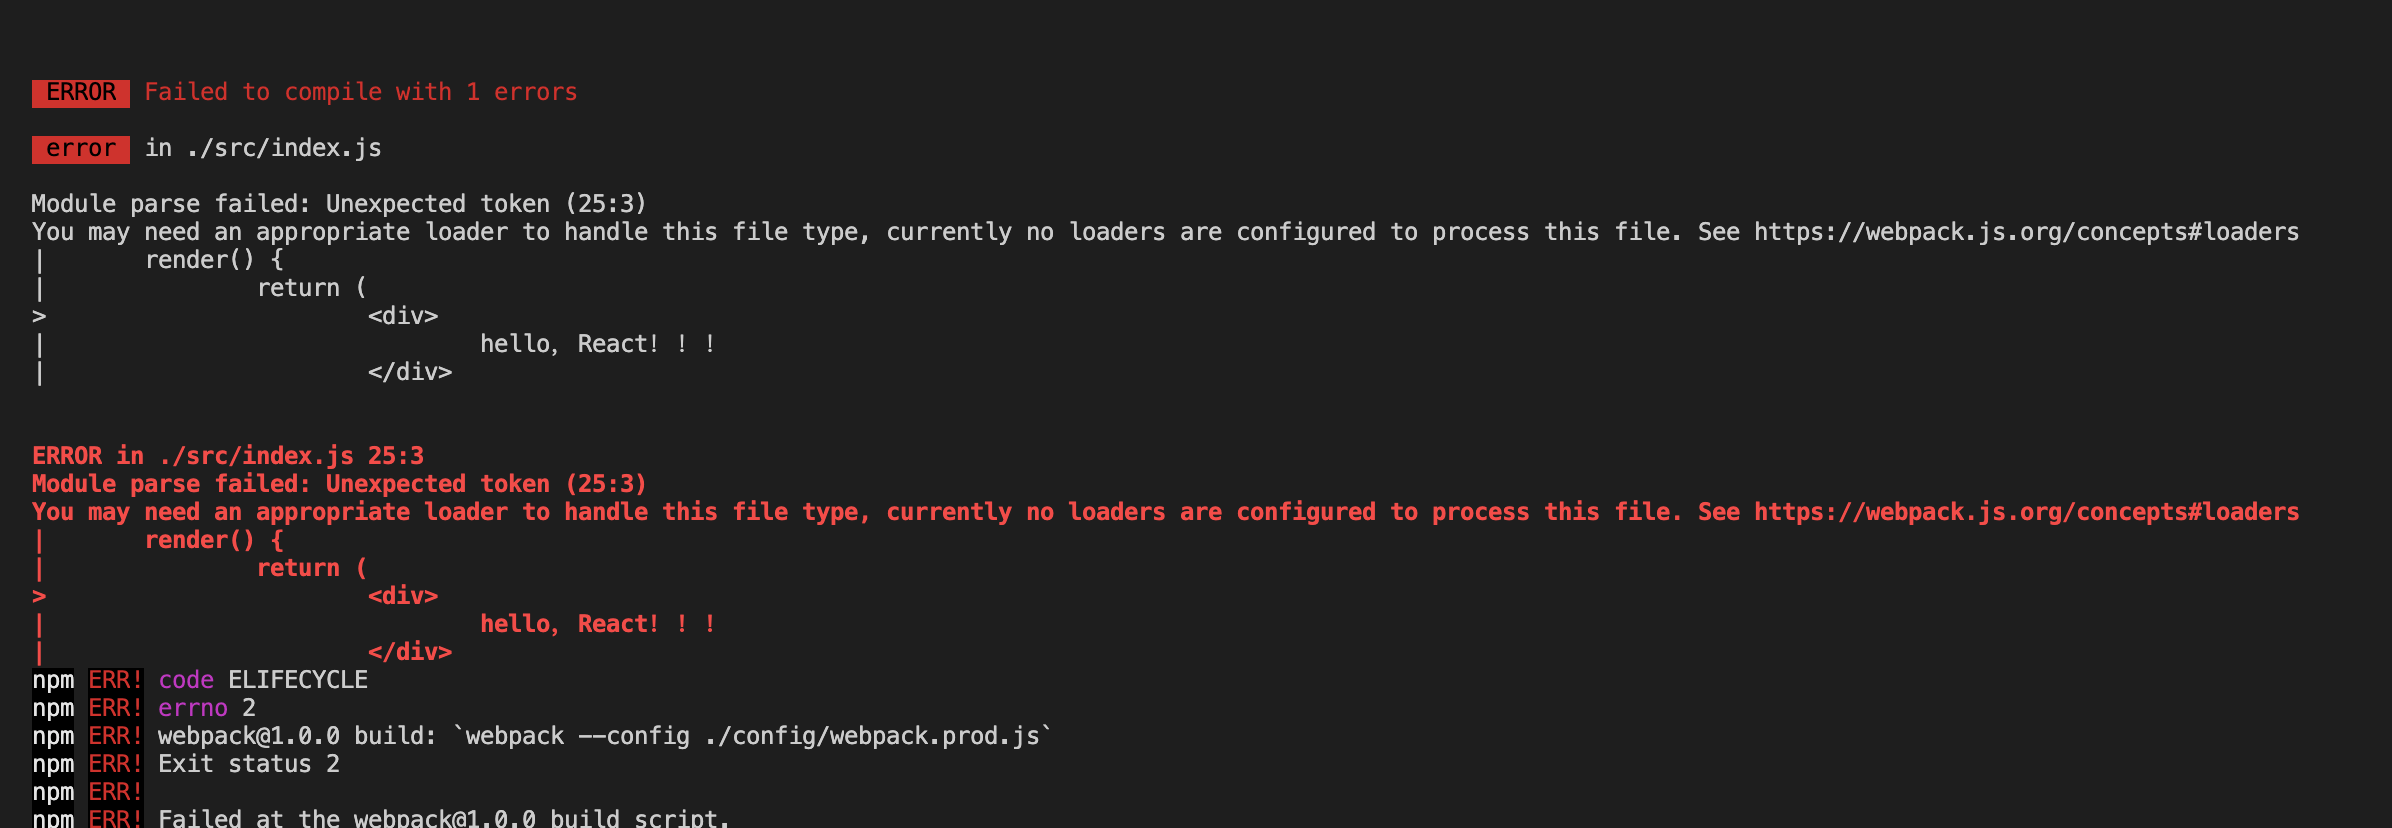 ERROR Failed to compile with 1 errors
error in ./src/index.js
Module parse failed: Unexpected token (25:3)
You may need an appropriate loader to handle this file type, currently no loaders are configured to process this file. See https://webpack.js.org/concepts#loaders
|       render() {
|               return (
>                       <div>
|                               hello, React! ! !
|                       </div>
ERROR in ./src/index.js 25:3
Module parse failed: Unexpected token (25:3)
You may need an appropriate loader to handle this file type, currently no loaders are configured to process this file. See https://webpack.js.org/concepts#loaders
|       render() {
|               return (
>                       <div>
|                               hello, React! ! !
|                       </div>
npm ERR! code ELIFECYCLE
npm ERR! errno 2
npm ERR! webpack@1.0.0 build: `webpack --config ./config/webpack.prod.js`
npm ERR! Exit status 2
npm ERR!
npm ERR! Failed at the webpack@1.0.0 build script.